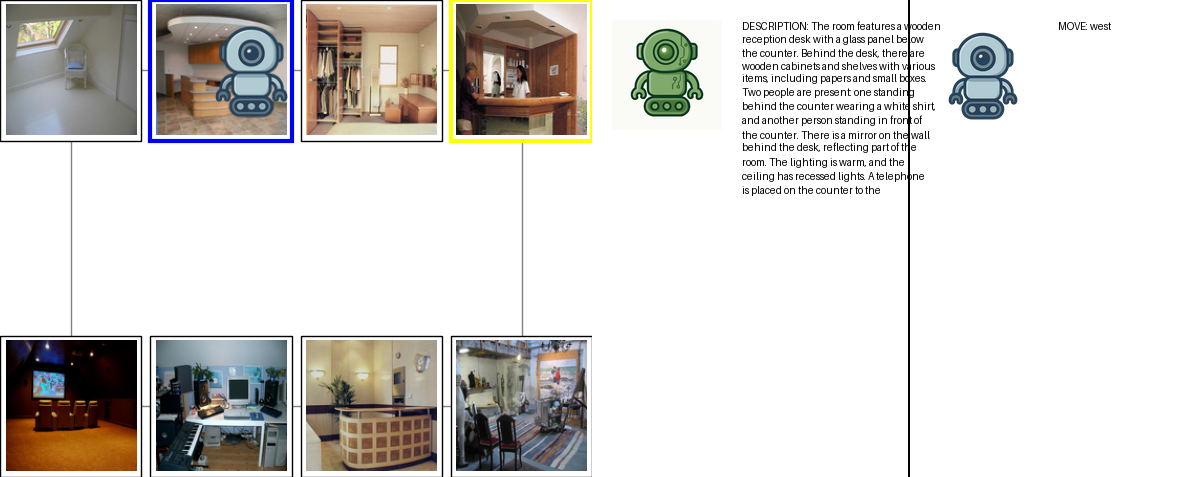 DESCRIPTION: The room features a wooden
reception desk with a glass panel below
the counter. Behind the desk, there are
wooden cabinets and shelves with various
items, including papers and small boxes.
Two people are present: one standing
behind the counter wearing a white shirt,
and another person standing in front of
the counter. There is a mirror on the wall
behind the desk, reflecting part of the
room. The lighting is warm, and the
ceiling has recessed lights. A telephone
is placed on the counter to the
MOVE: west